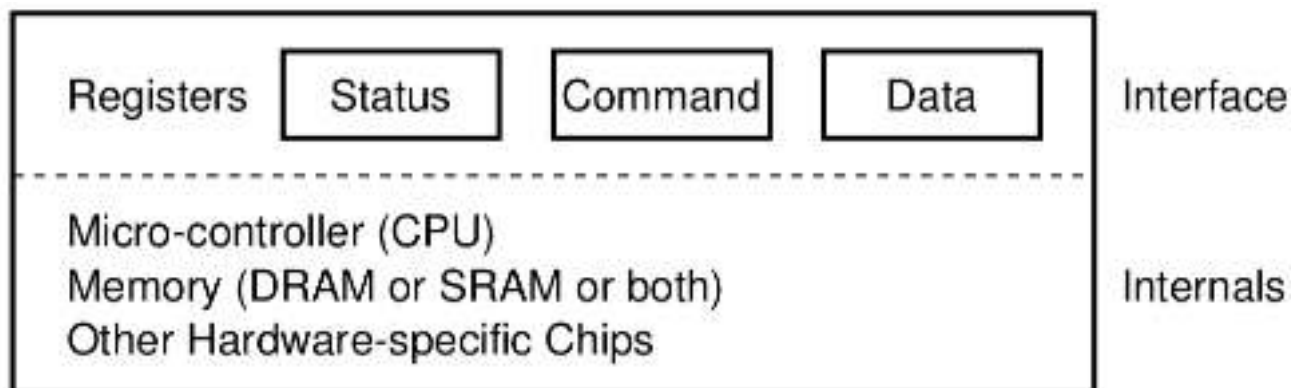 Registers Status Command Data Interface
Micro-controller (CPU)
Memory (DRAM or SRAM or both) Internals
Other Hardware-specific Chips